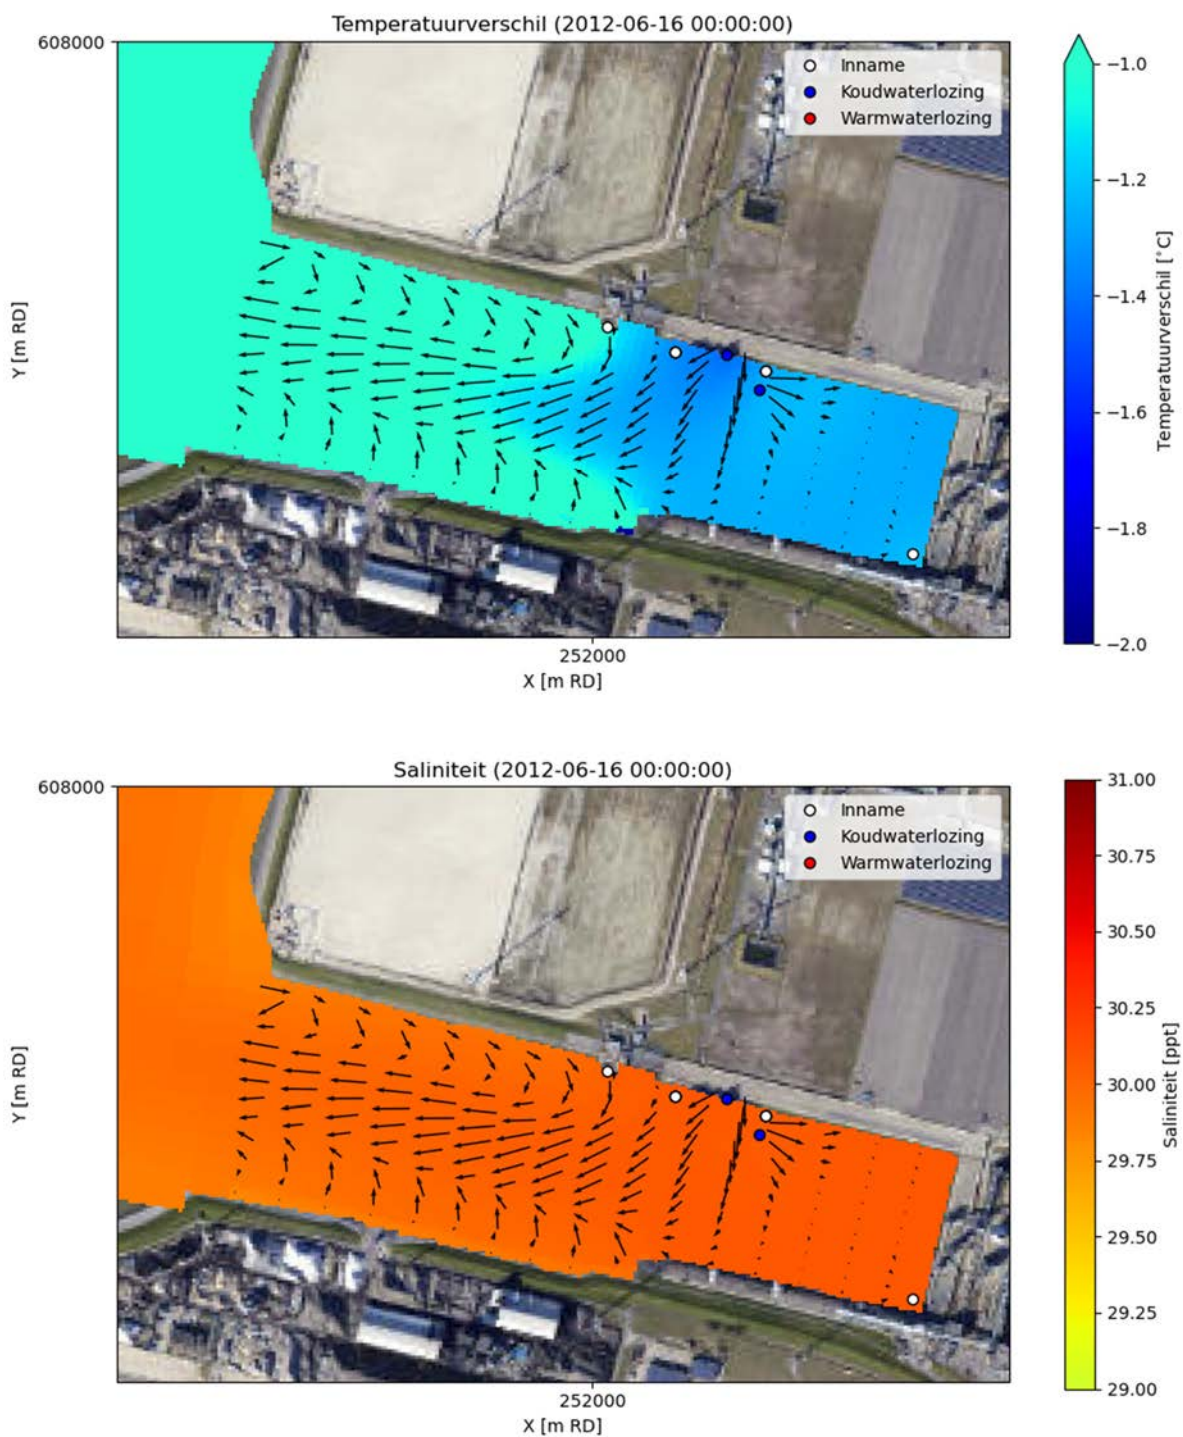 Temperatuurverschil (2012-06-16 00:00:00)
608000
Inname
Koudwaterlozing
Warmwaterlozing
Y [m RD]
252000
X [m RD]
−1.0
−1.2
−1.4
−1.6
−1.8
−2.0
Temperatuurverschil [°C]
Saliniteit (2012-06-16 00:00:00)
608000
Inname
Koudwaterlozing
Warmwaterlozing
Y [m RD]
252000
X [m RD]
31.00
30.75
30.50
30.25
30.00
29.75
29.50
29.25
29.00
Saliniteit [ppt]